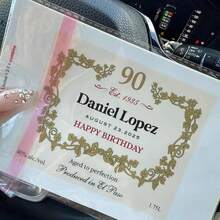 90
Est. 1935
Daniel Lopez
AUGUST 23, 2025
HAPPY BIRTHDAY
aged to perfection
Produced in El Paso
1.75L